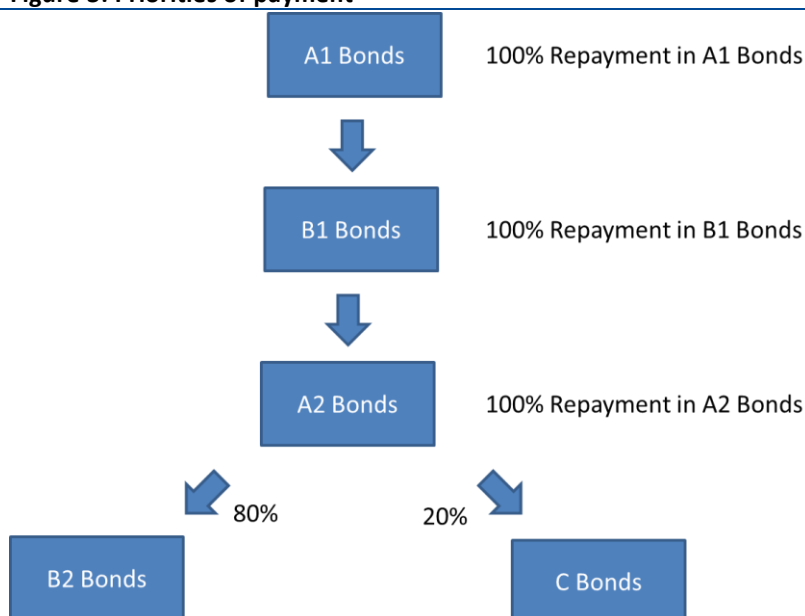 Figure 3: Priorities of payment
A1 Bonds 100% Repayment in A1 Bonds
B1 Bonds 100% Repayment in B1 Bonds
A2 Bonds 100% Repayment in A2 Bonds
80% 20%
B2 Bonds C Bonds